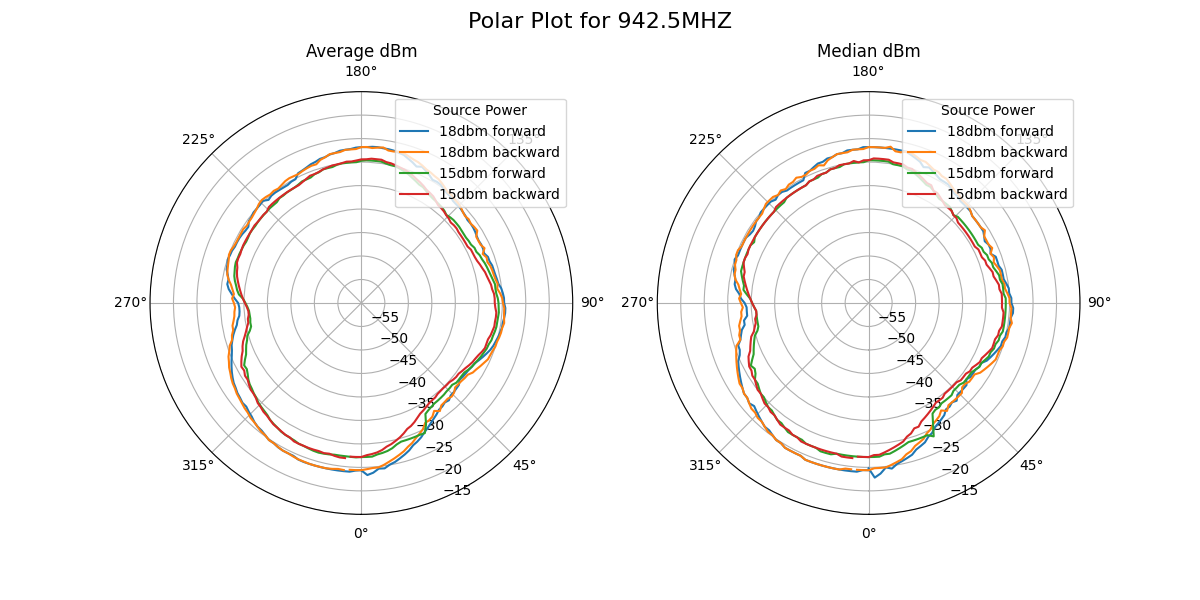 Polar Plot for 942.5MHZ
Average dBm
180°
225°
135°
Source Power
18dbm forward
18dbm backward
15dbm forward
15dbm backward
270°
90°
−55
−50
−45
−40
−35
−30
−25
−20
−15
315°
45°
0°
Median dBm
180°
225°
135°
Source Power
18dbm forward
18dbm backward
15dbm forward
15dbm backward
270°
90°
−55
−50
−45
−40
−35
−30
−25
−20
−15
315°
45°
0°